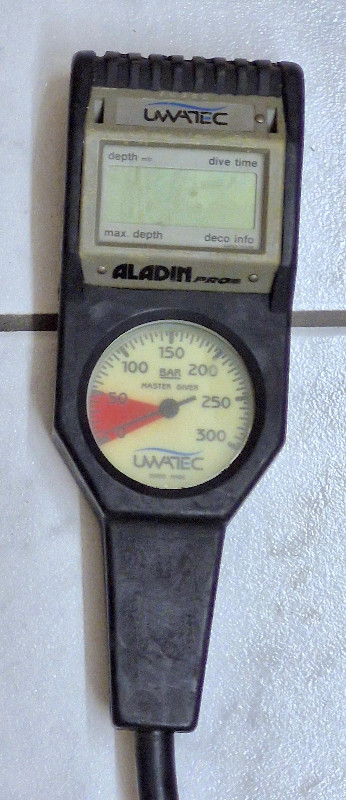 UWATEC
depth dive time
max. depth deco info
ALADIN PRO
150
100 200
BAR
MASTER DIVER
50 250
0 300
UWATEC